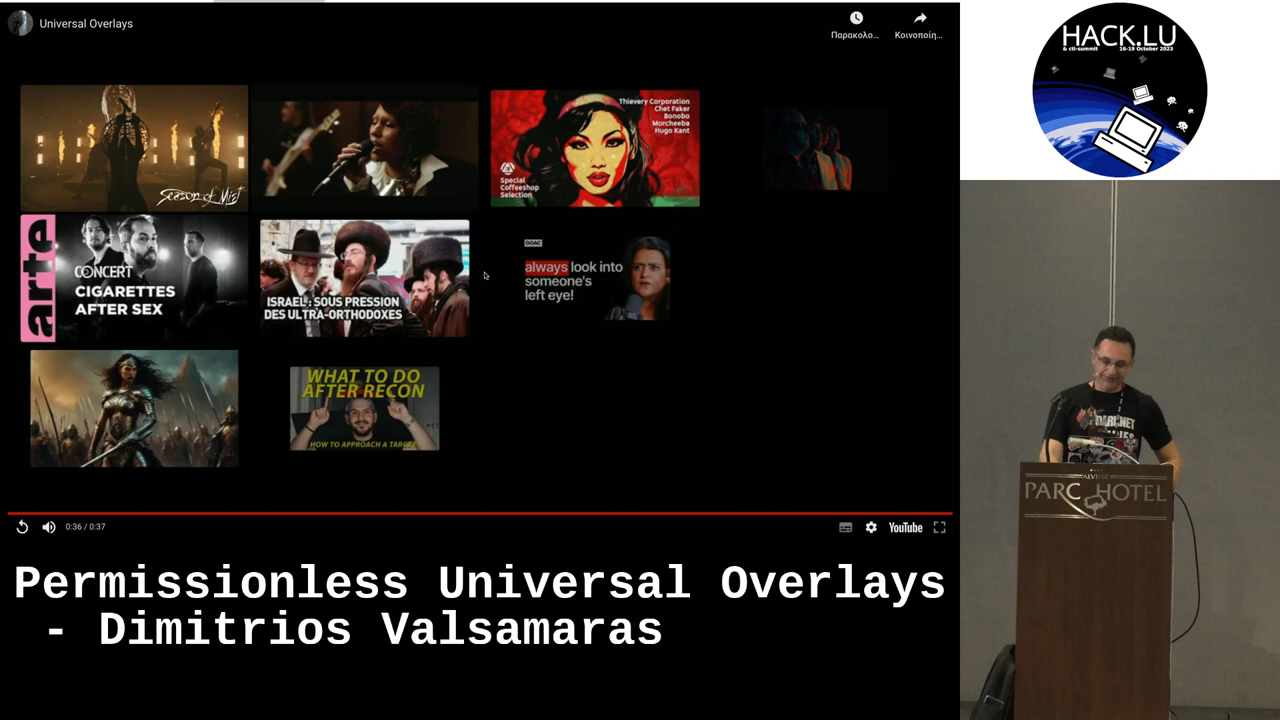 Universal Overlays
Παρακολο...
Κοινοποίη...
Season of Mist
Thievery Corporation
Chet Faker
Bonobo
Morcheeba
Hugo Kant
Special
Coffeeshop
Selection
arte
CONCERT
CIGARETTES
AFTER SEX
ISRAEL : SOUS PRESSION
DES ULTRA-ORTHODOXES
DOAC
always look into
someone's
left eye!
WHAT TO DO
AFTER RECON
HOW TO APPROACH A TARGET
0:36 / 0:37
YouTube
Permissionless Universal Overlays
- Dimitrios Valsamaras
HACK.LU
& cti-summit 16-19 October 2023
DARKNET
PARC HOTEL